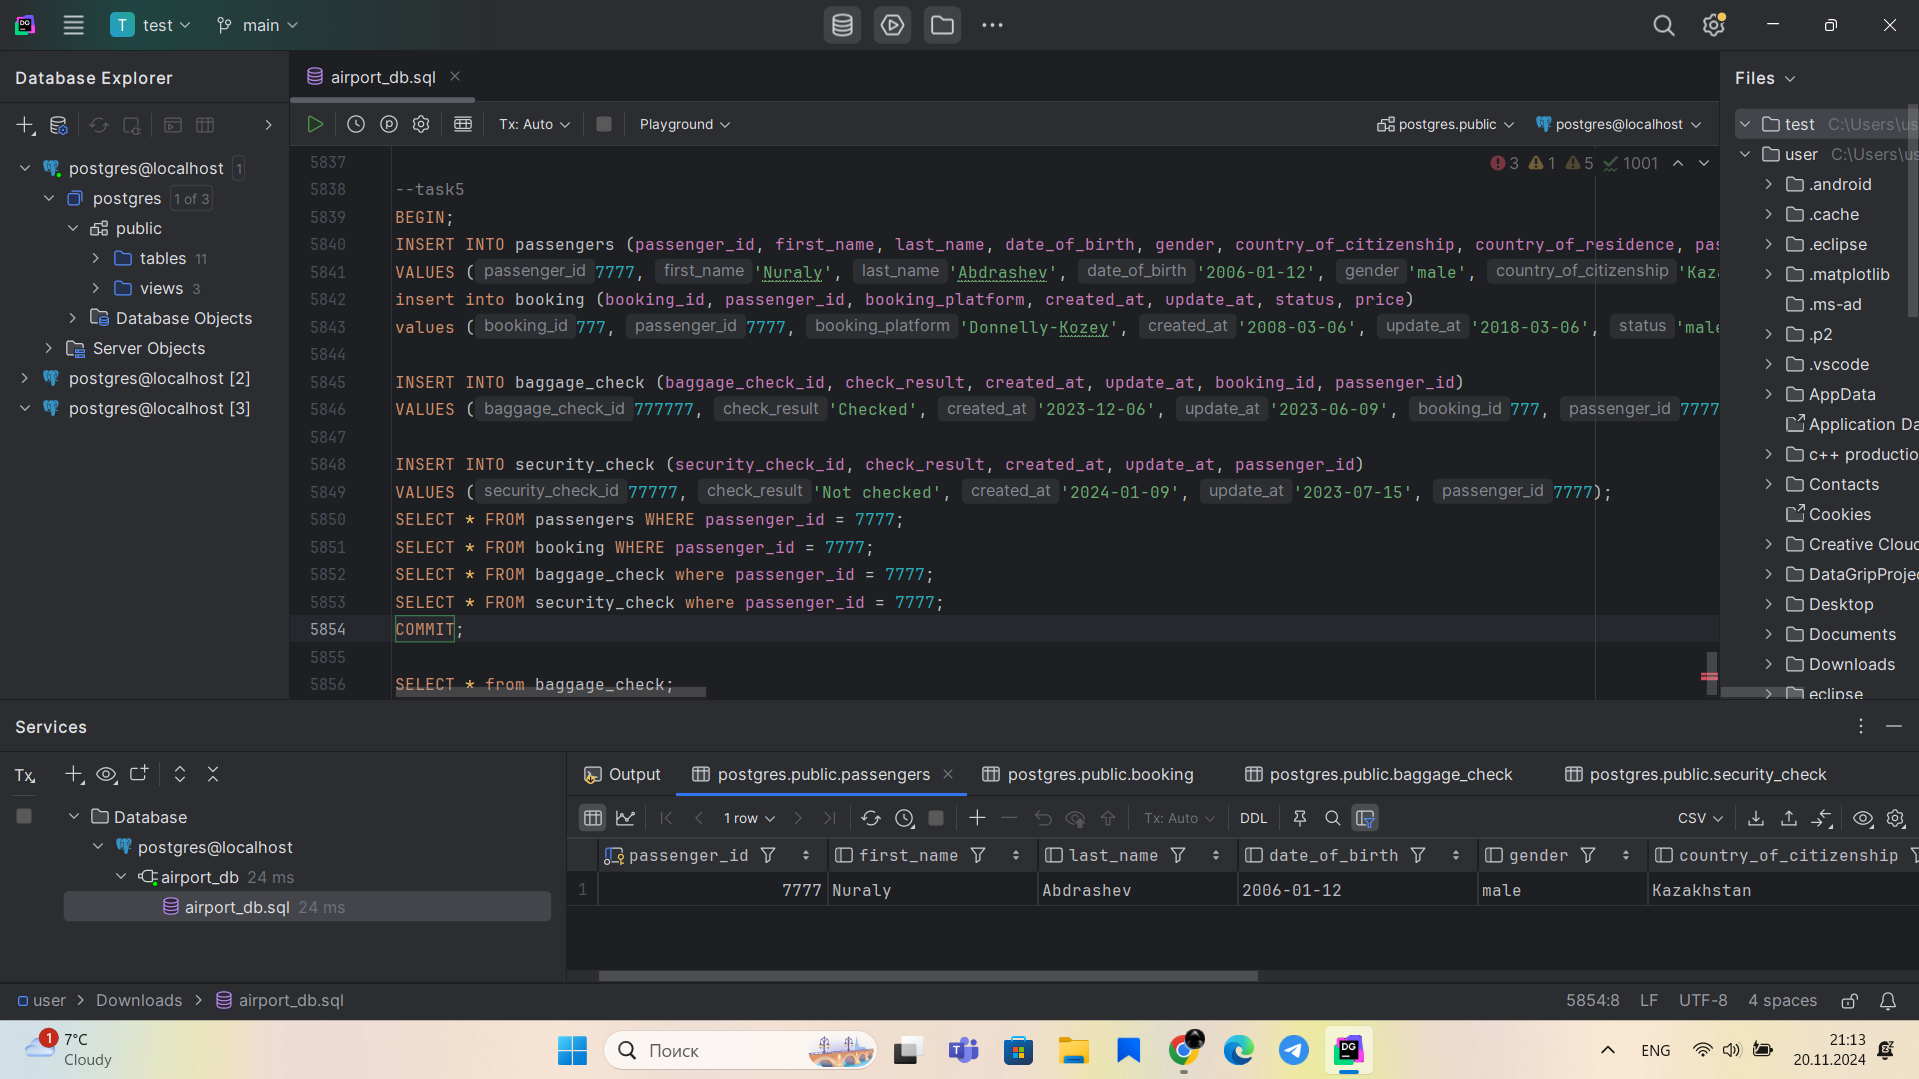 T test main
Database Explorer
airport_db.sql
Files
Tx: Auto Playground postgres.public postgres@localhost
postgres@localhost 1
postgres 1 of 3
public
tables 11
views 3
Database Objects
Server Objects
postgres@localhost [2]
postgres@localhost [3]
3 1 5 1001
5837
5838 --task5
5839 BEGIN;
5840 INSERT INTO passengers (passenger_id, first_name, last_name, date_of_birth, gender, country_of_citizenship, country_of_residence, pas
5841 VALUES ( passenger_id 7777, first_name 'Nuraly', last_name 'Abdrashev', date_of_birth '2006-01-12', gender 'male', country_of_citizenship 'Kaza
5842 insert into booking (booking_id, passenger_id, booking_platform, created_at, update_at, status, price)
5843 values ( booking_id 777, passenger_id 7777, booking_platform 'Donnelly-Kozey', created_at '2008-03-06', update_at '2018-03-06', status 'male
5844
5845 INSERT INTO baggage_check (baggage_check_id, check_result, created_at, update_at, booking_id, passenger_id)
5846 VALUES ( baggage_check_id 777777, check_result 'Checked', created_at '2023-12-06', update_at '2023-06-09', booking_id 777, passenger_id 7777
5847
5848 INSERT INTO security_check (security_check_id, check_result, created_at, update_at, passenger_id)
5849 VALUES ( security_check_id 77777, check_result 'Not checked', created_at '2024-01-09', update_at '2023-07-15', passenger_id 7777);
5850 SELECT * FROM passengers WHERE passenger_id = 7777;
5851 SELECT * FROM booking WHERE passenger_id = 7777;
5852 SELECT * FROM baggage_check where passenger_id = 7777;
5853 SELECT * FROM security_check where passenger_id = 7777;
5854 COMMIT;
5855
5856 SELECT * from baggage_check;
test C:\Users\us
user C:\Users\us
.android
.cache
.eclipse
.matplotlib
.ms-ad
.p2
.vscode
AppData
Application Da
c++ productio
Contacts
Cookies
Creative Cloud
DataGripProjec
Desktop
Documents
Downloads
eclipse
Services
Tx
Database
postgres@localhost
airport_db 24 ms
airport_db.sql 24 ms
Output postgres.public.passengers postgres.public.booking postgres.public.baggage_check postgres.public.security_check
1 row Tx: Auto DDL CSV
passenger_id first_name last_name date_of_birth gender country_of_citizenship
1 7777 Nuraly Abdrashev 2006-01-12 male Kazakhstan
user Downloads airport_db.sql 5854:8 LF UTF-8 4 spaces
1 7°C
Cloudy
Поиск
DG
ENG
21:13
20.11.2024